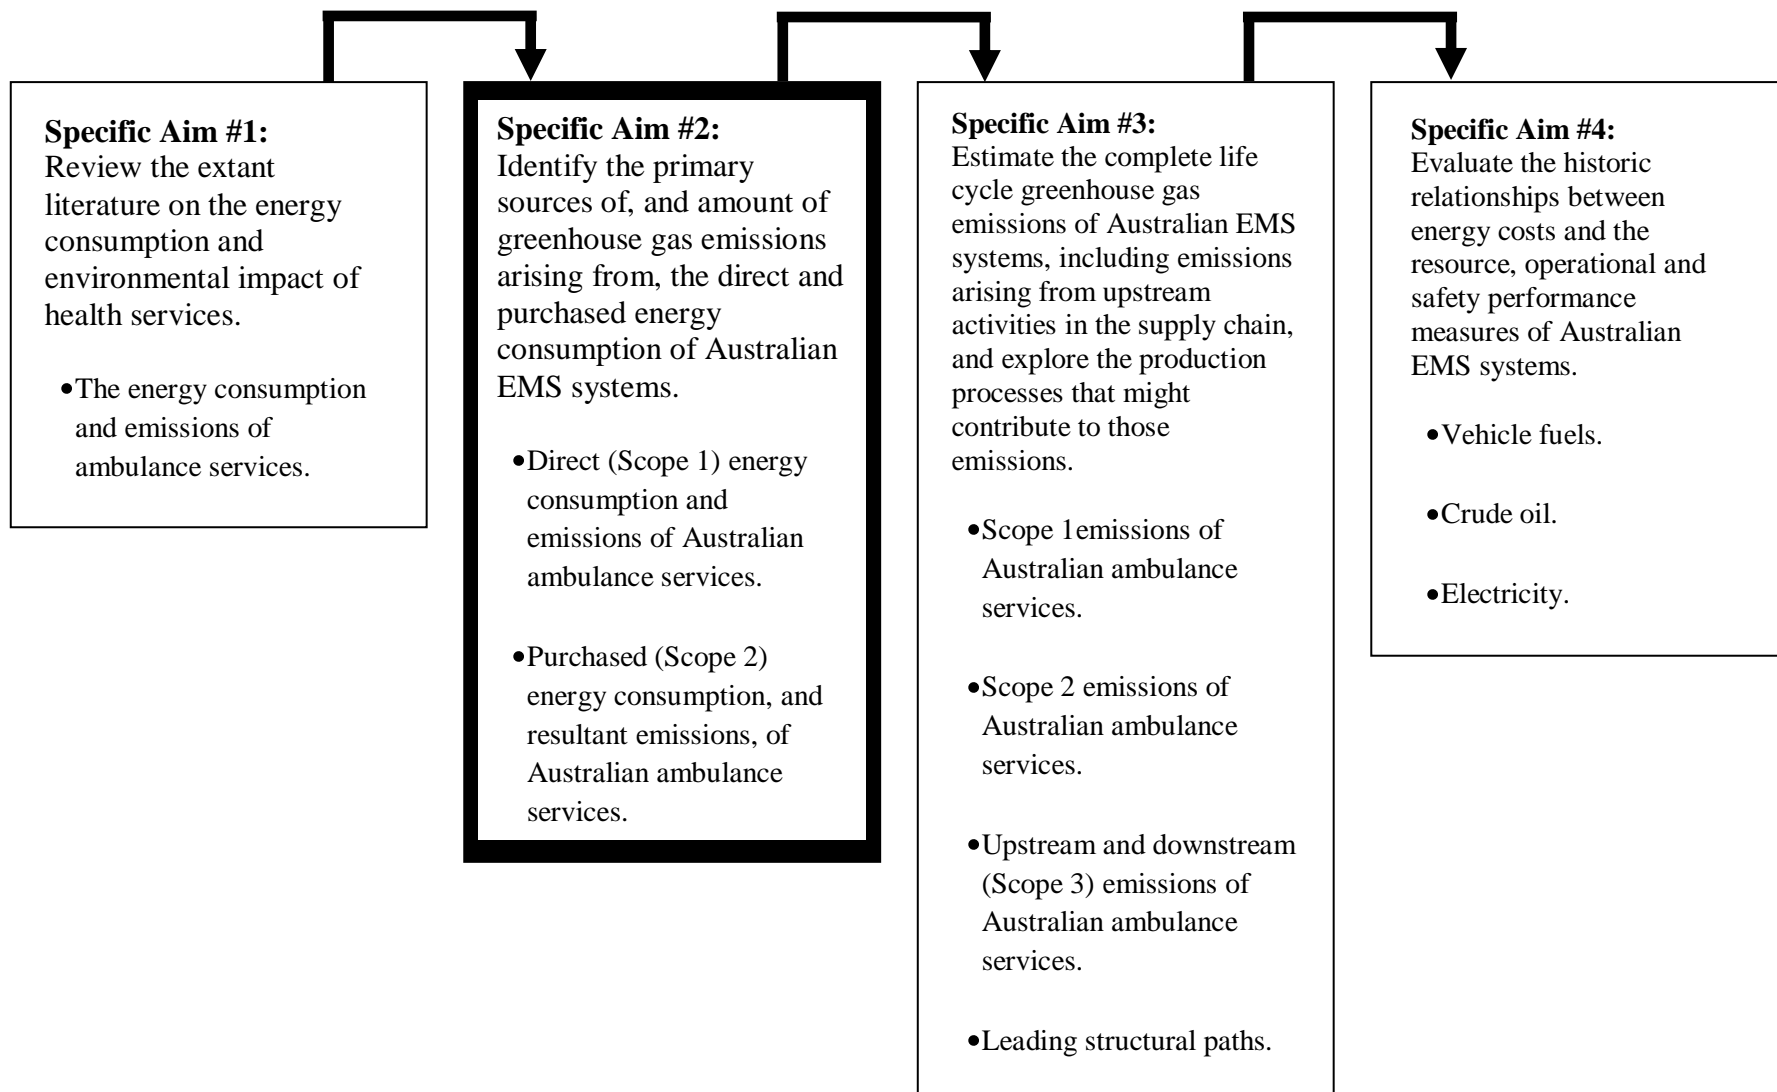 Specific Aim #1:
Review the extant
literature on the energy
consumption and
environmental impact of
health services.
•The energy consumption
and emissions of
ambulance services.
Specific Aim #2:
Identify the primary
sources of, and amount of
greenhouse gas emissions
arising from, the direct and
purchased energy
consumption of Australian
EMS systems.
•Direct (Scope 1) energy
consumption and
emissions of Australian
ambulance services.
•Purchased (Scope 2)
energy consumption, and
resultant emissions, of
Australian ambulance
services.
Specific Aim #3:
Estimate the complete life
cycle greenhouse gas
emissions of Australian EMS
systems, including emissions
arising from upstream
activities in the supply chain,
and explore the production
processes that might
contribute to those
emissions.
•Scope 1emissions of
Australian ambulance
services.
•Scope 2 emissions of
Australian ambulance
services.
•Upstream and downstream
(Scope 3) emissions of
Australian ambulance
services.
•Leading structural paths.
Specific Aim #4:
Evaluate the historic
relationships between
energy costs and the
resource, operational and
safety performance
measures of Australian
EMS systems.
•Vehicle fuels.
•Crude oil.
•Electricity.